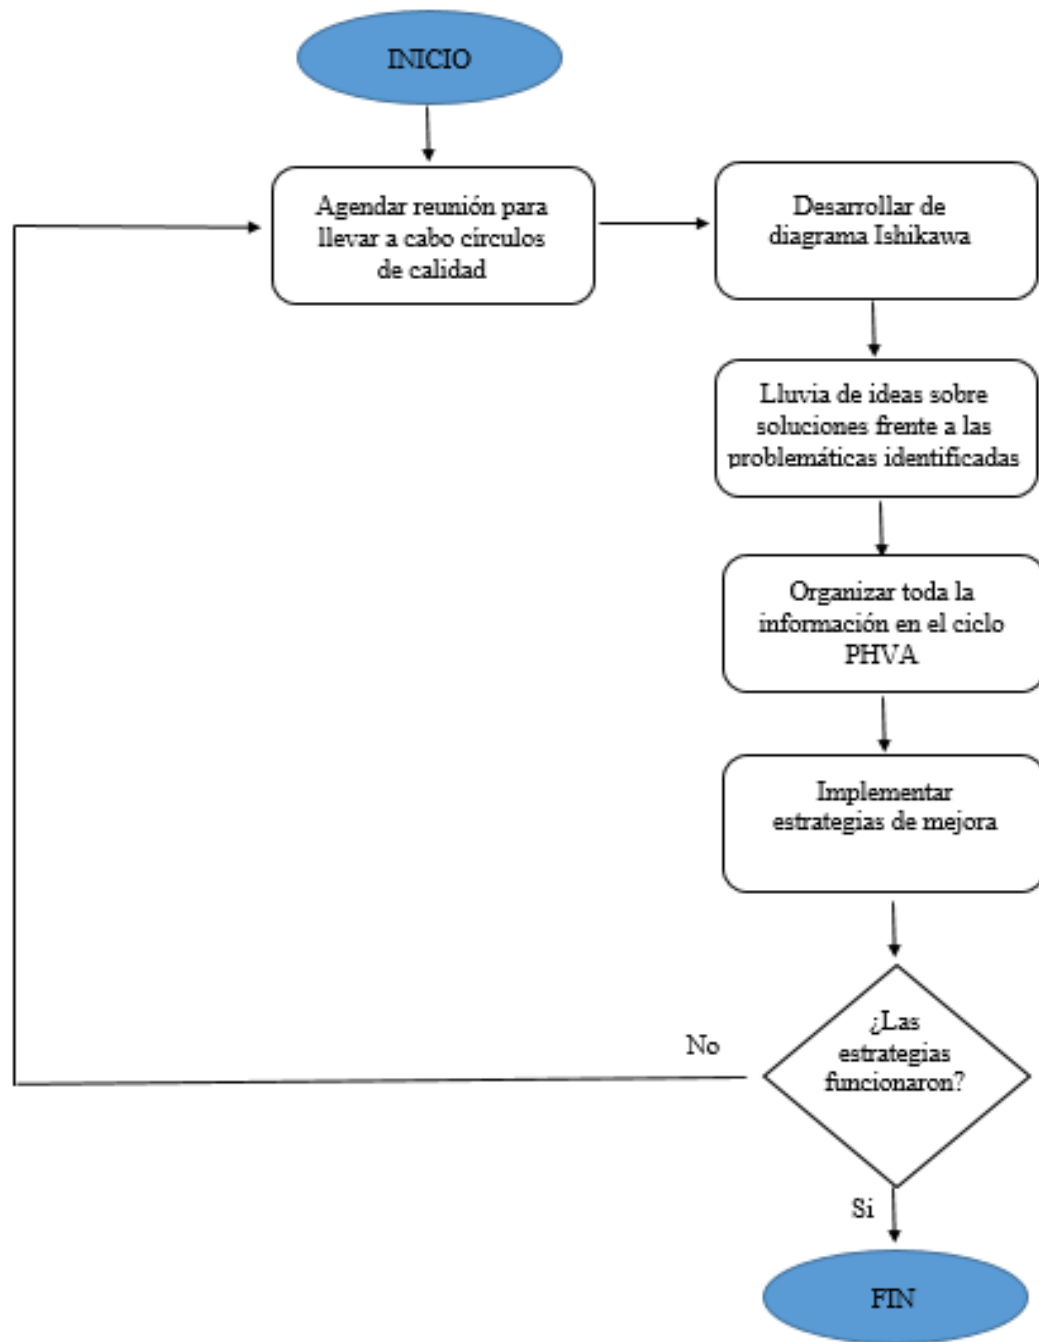 INICIO
Agendar reunión para
llevar a cabo círculos
de calidad
Desarrollar de
diagrama Ishikawa
Lluvia de ideas sobre
soluciones frente a las
problemáticas identificadas
Organizar toda la
información en el ciclo
PHVA
Implementar
estrategias de mejora
¿Las
estrategias
funcionaron?
No
Si
FIN